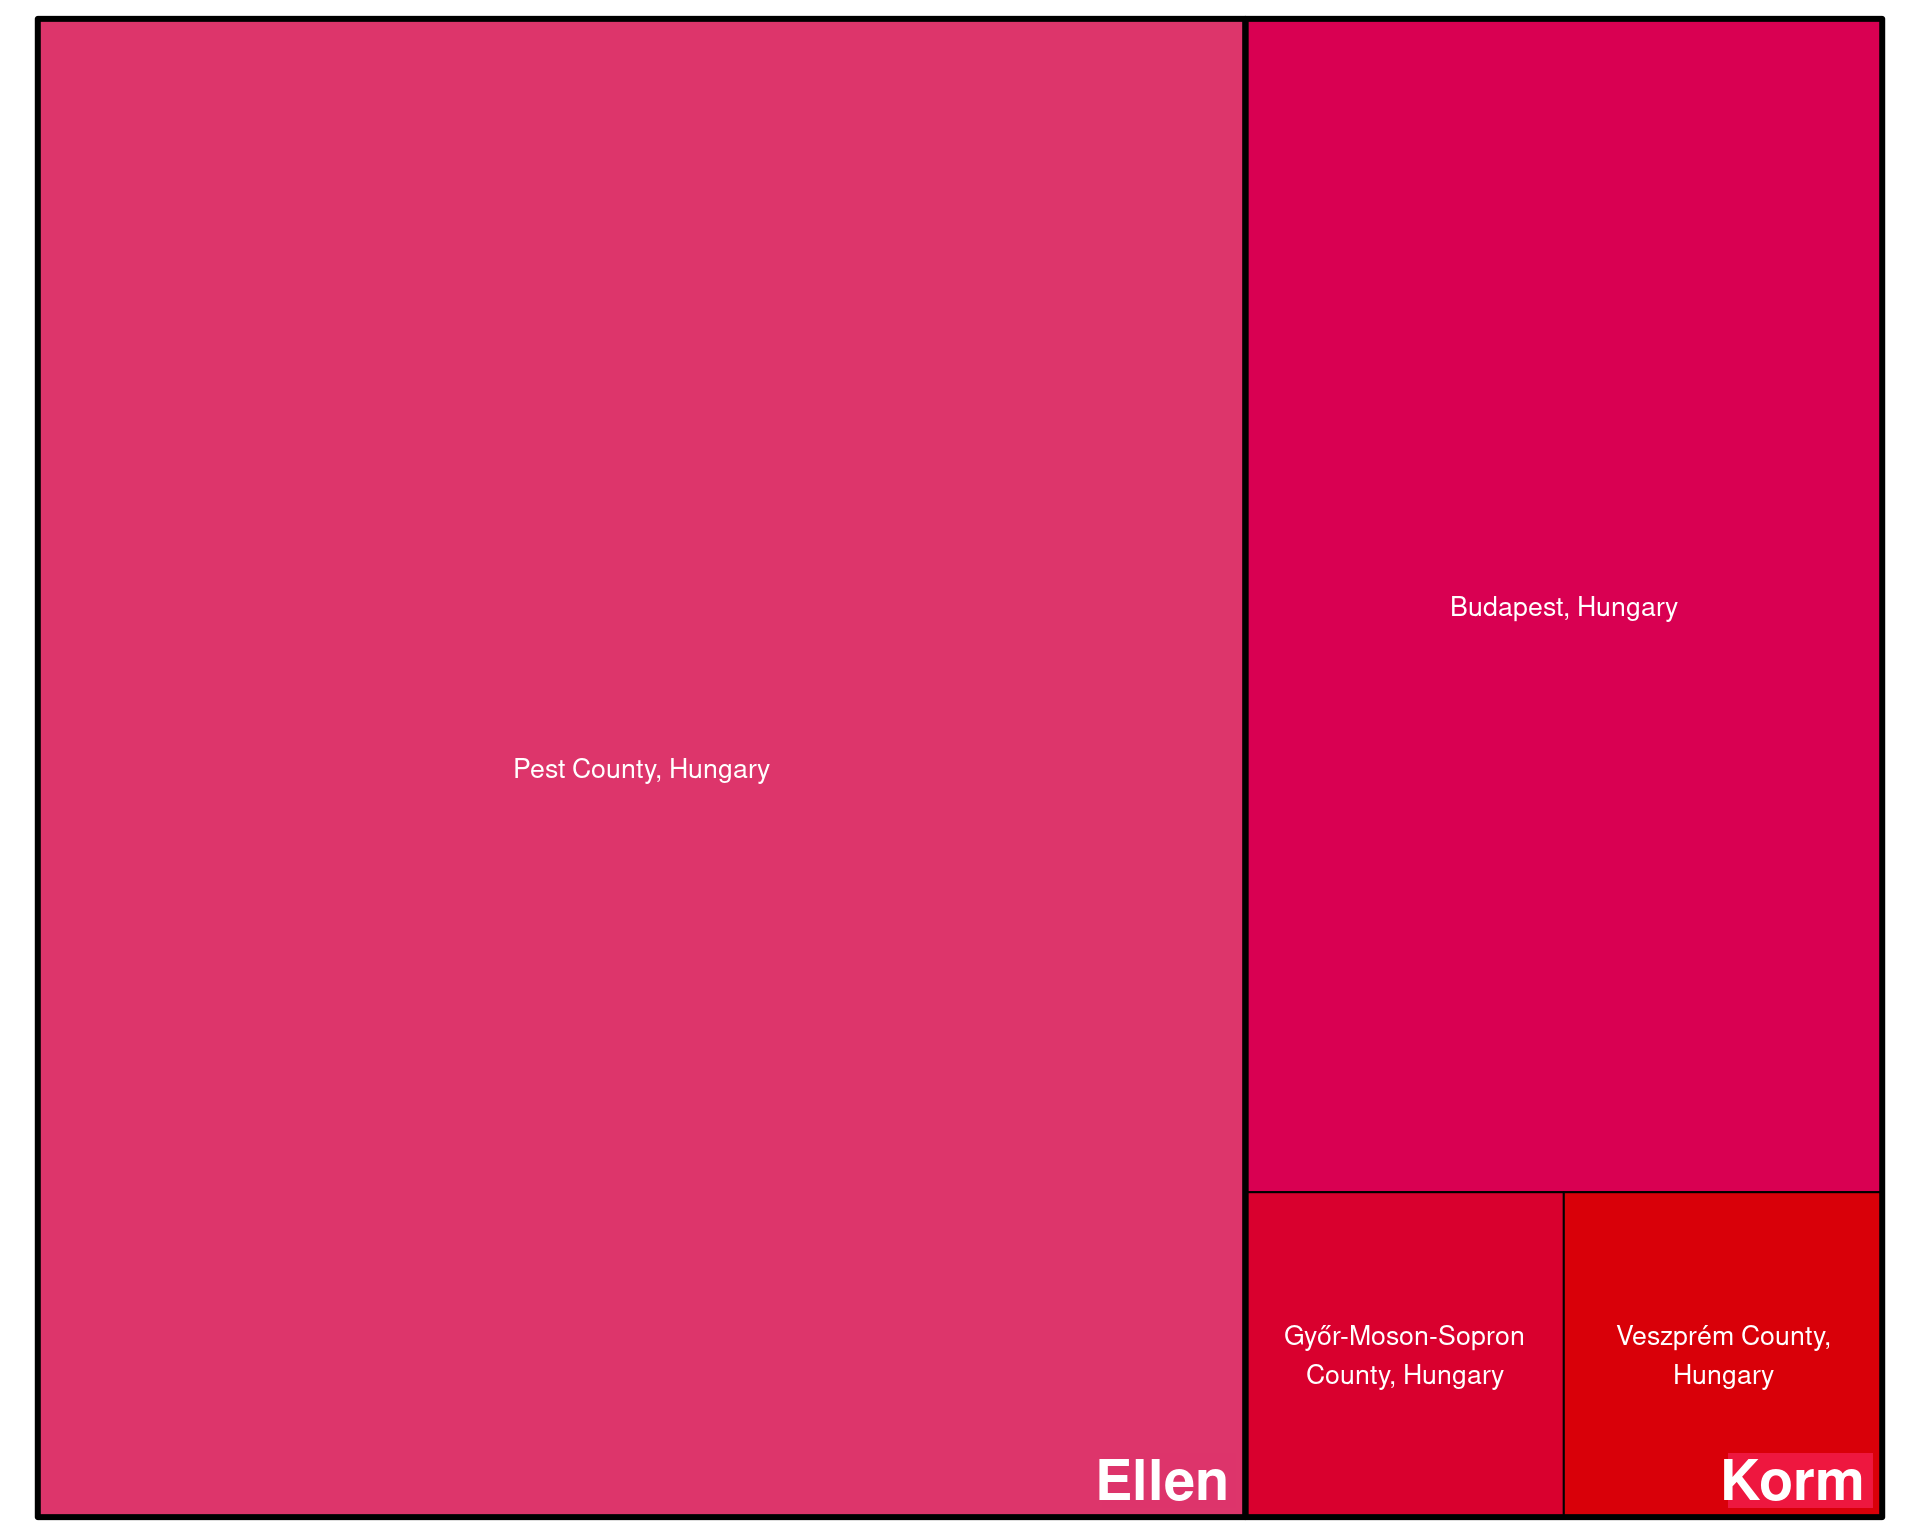 Pest County, Hungary
Ellen
Budapest, Hungary
Győr-Moson-Sopron
County, Hungary
Veszprém County,
Hungary
Korm